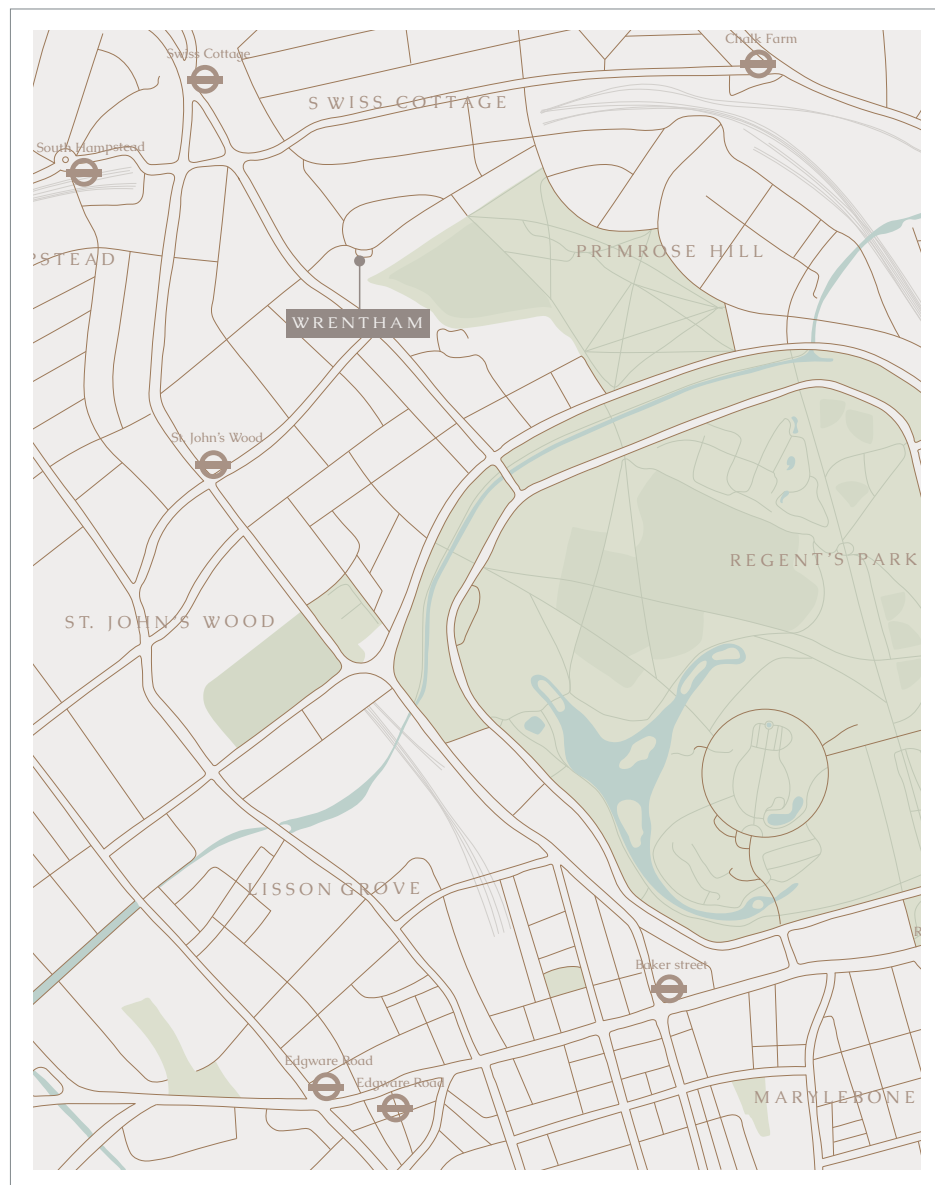 Chalk Farm
Swiss Cottage
SWISS COTTAGE
South Hampstead
PRIMROSE HILL
PSTEAD
WRENTHAM
St. John's Wood
REGENT'S PARK
ST. JOHN'S WOOD
LISSON GROVE
R
Baker street
Edgware Road
Edgware Road
MARYLEBONE